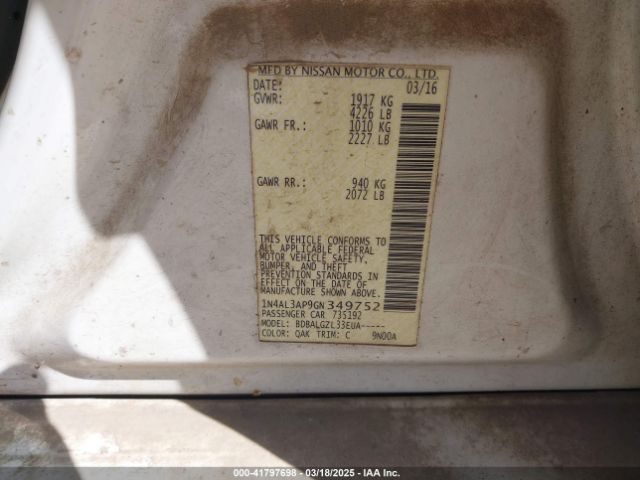 MFD BY NISSAN MOTOR CO., LTD.
DATE: 03/16
GVWR: 1917 KG
4226 LB
GAWR FR.: 1010 KG
2227 LB
GAWR RR.: 940 KG
2072 LB
THIS VEHICLE CONFORMS TO
ALL APPLICABLE FEDERAL
MOTOR VEHICLE SAFETY,
BUMPER, AND THEFT
PREVENTION STANDARDS IN
EFFECT ON THE DATE OF
MANUFACTURE SHOWN ABOVE.
1N4AL3AP9GN349752
PASSENGER CAR 735192
MODEL: BDBALGZL33EUA-----
COLOR: QAK TRIM: C 9N00A
000-41797698 | 03/18/2025 | IAA Inc.